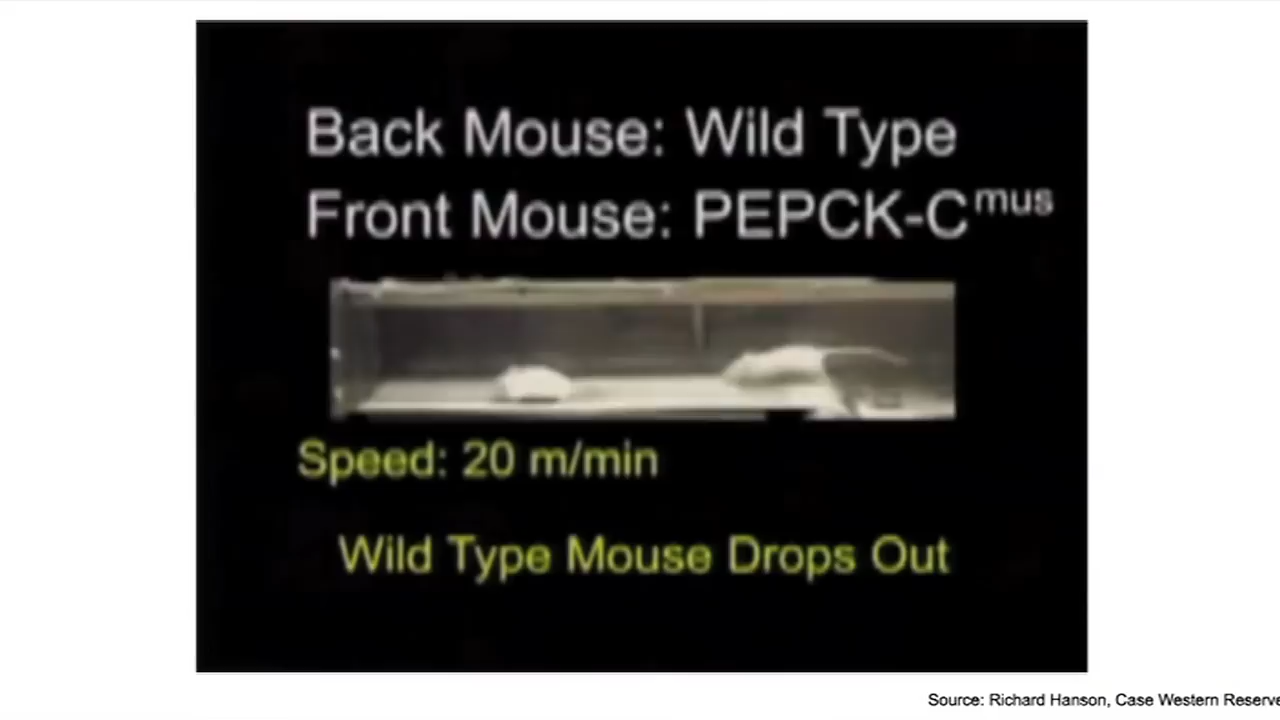 Back Mouse: Wild Type
Front Mouse: PEPCK-Cᵐᵘˢ
Speed: 20 m/min
Wild Type Mouse Drops Out
Source: Richard Hanson, Case Western Reserve